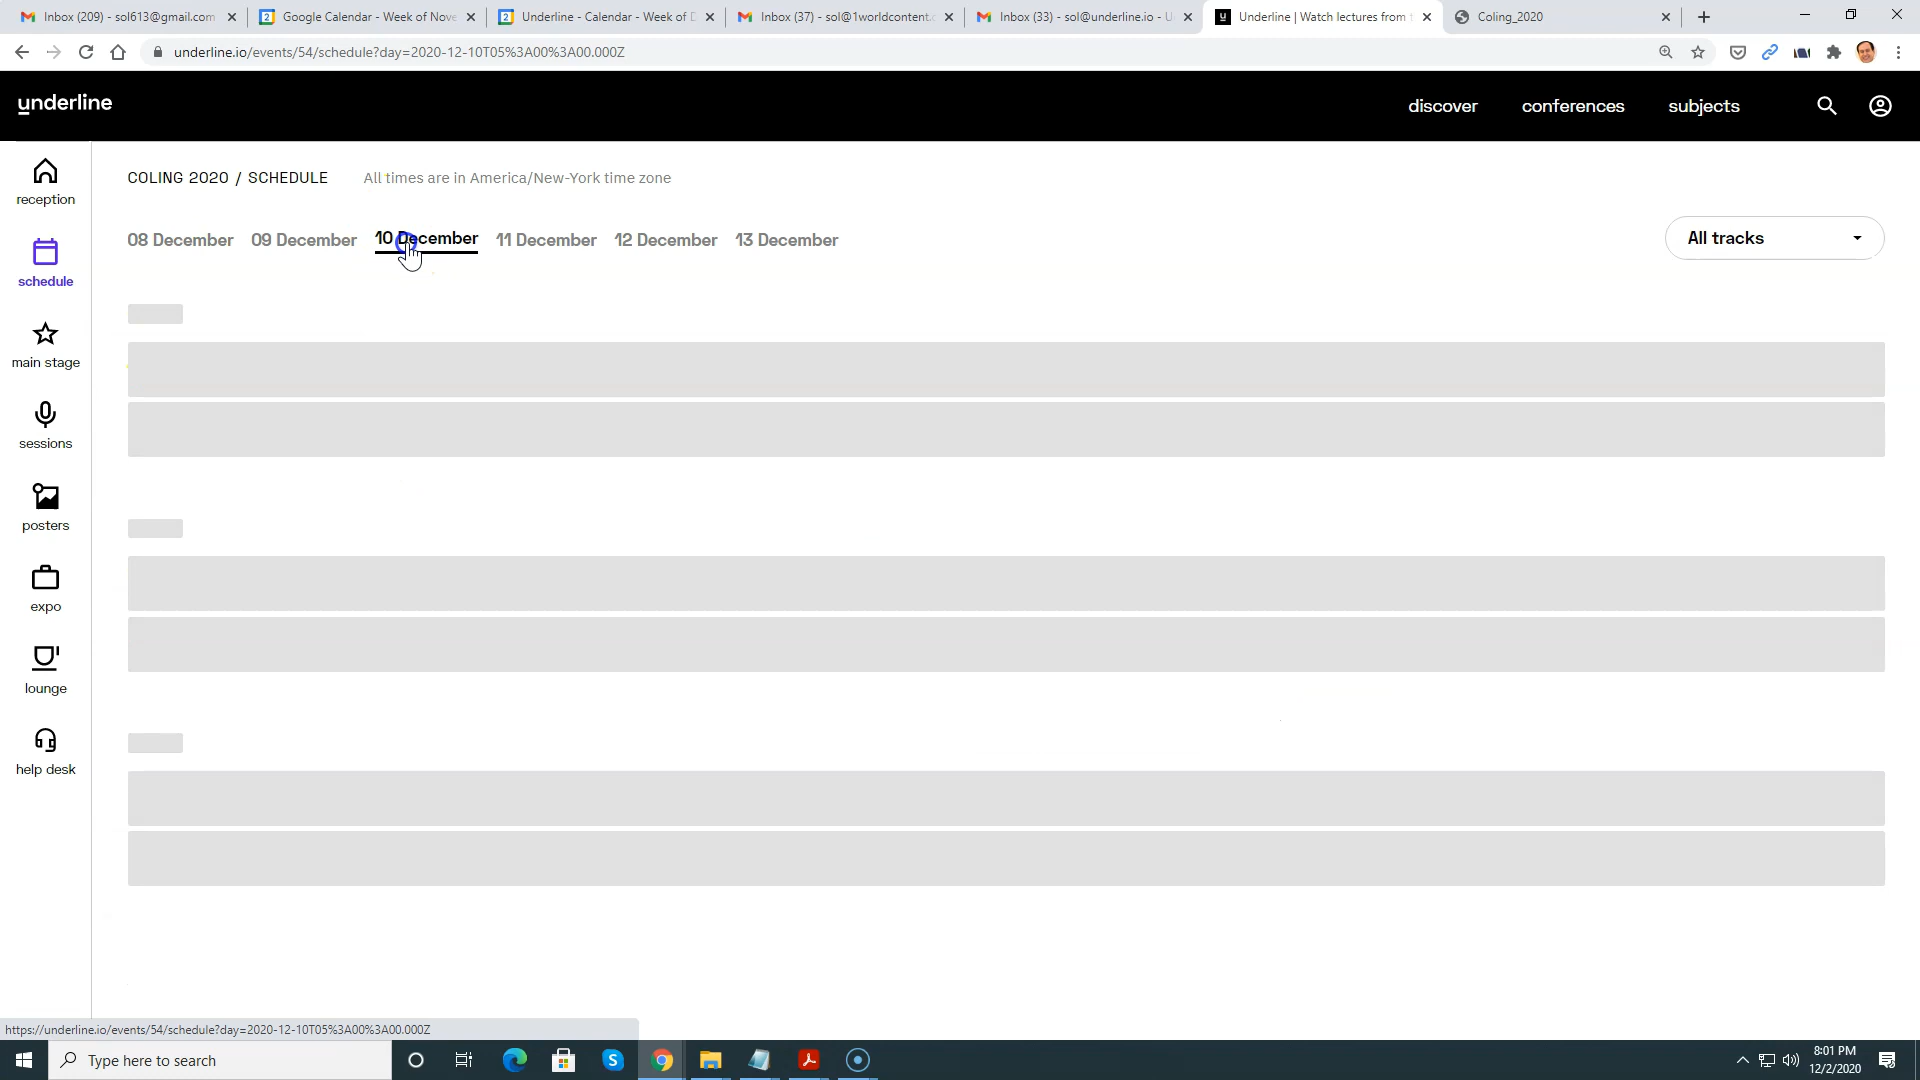 Inbox (209) - sol613@gmail.com
Google Calendar - Week of Nove
Underline - Calendar - Week of D
Inbox (37) - sol@1worldcontent.c
Inbox (33) - sol@underline.io - U
Underline | Watch lectures from t
Coling_2020
underline.io/events/54/schedule?day=2020-12-10T05%3A00%3A00.000Z
underline
discover
conferences
subjects
reception
schedule
main stage
sessions
posters
expo
lounge
help desk
COLING 2020 / SCHEDULE
All times are in America/New-York time zone
08 December
09 December
10 December
11 December
12 December
13 December
All tracks
https://underline.io/events/54/schedule?day=2020-12-10T05%3A00%3A00.000Z
Type here to search
8:01 PM
12/2/2020